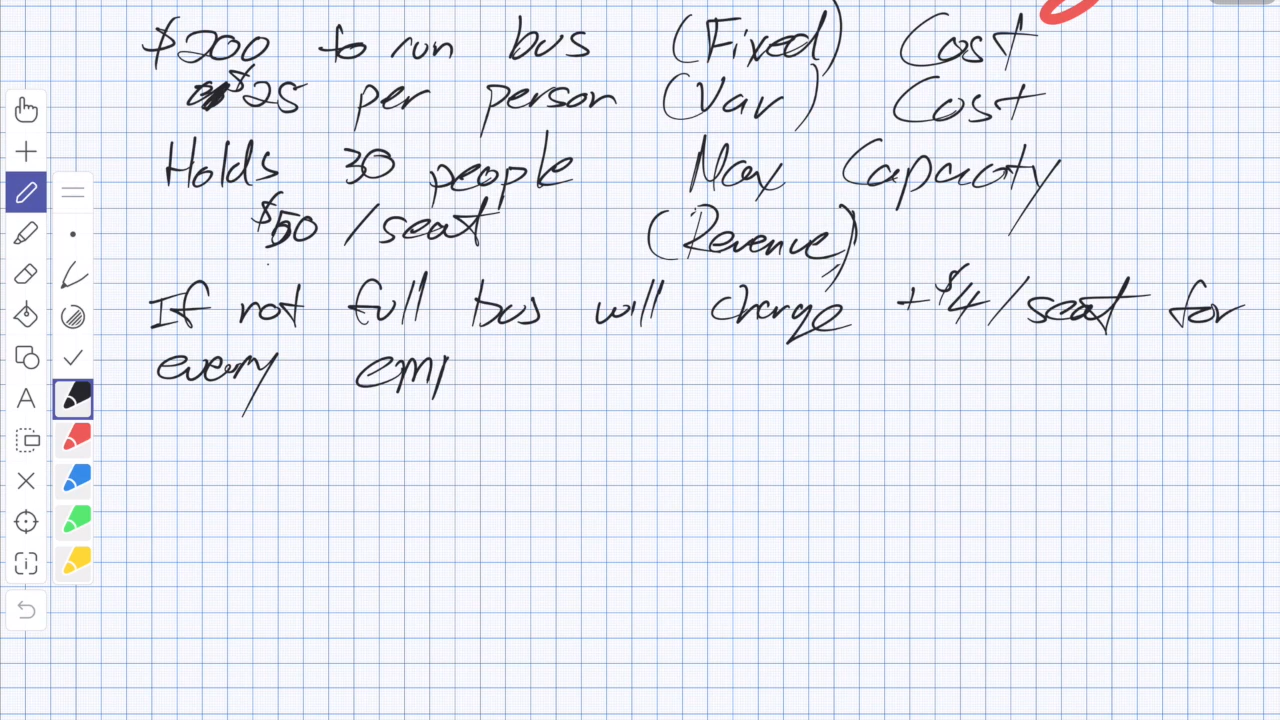 $200 to run bus (Fixed) Cost
$25 per person (Var) Cost
Holds 30 people Max Capacity
$50 /seat (Revenue)
If not full bus will charge +$4/seat for
every emp